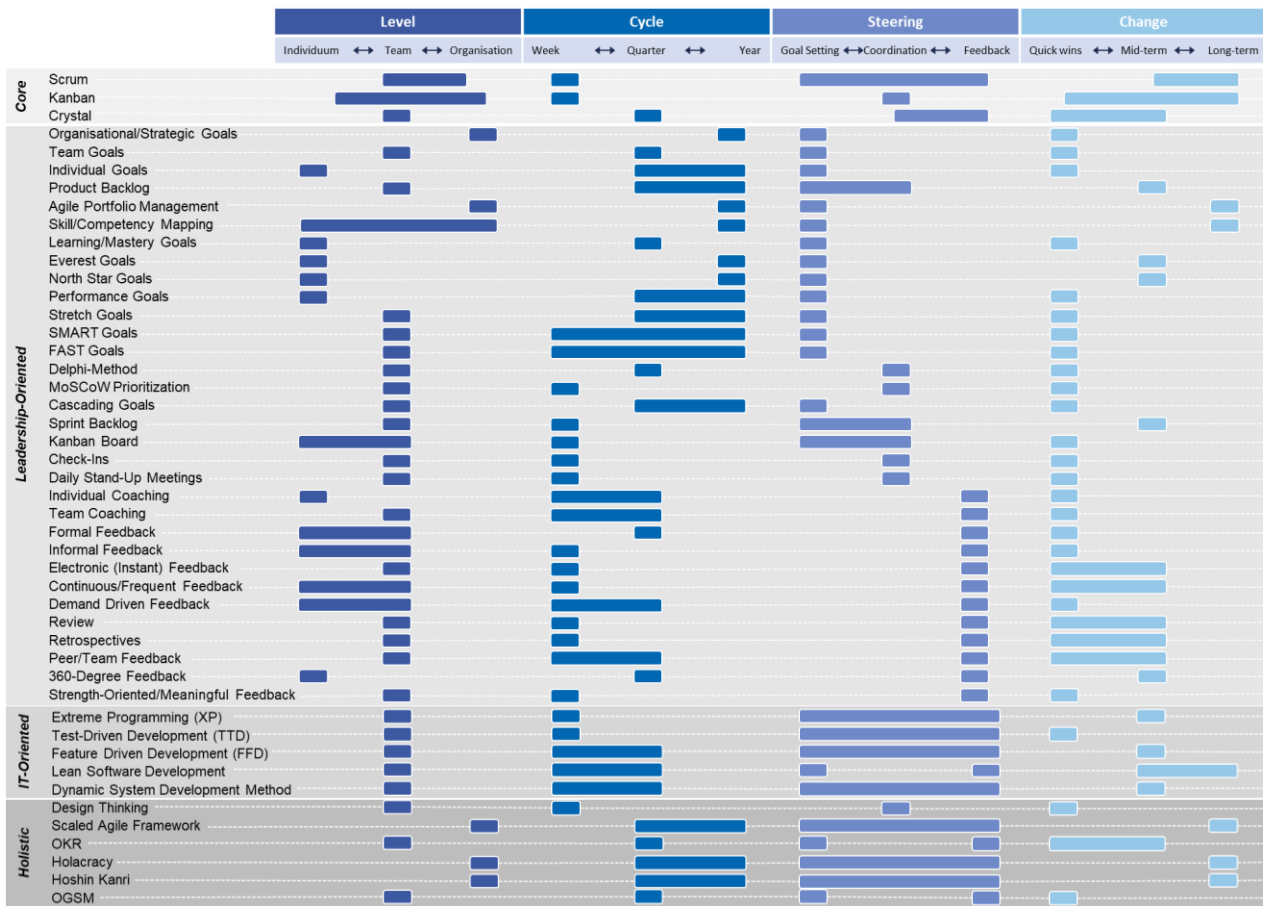 Level Cycle Steering Change
Individuum ↔ Team ↔ Organisation Week ↔ Quarter ↔ Year Goal Setting ↔ Coordination ↔ Feedback Quick wins ↔ Mid-term ↔ Long-term
Core
Scrum
Kanban
Crystal
Leadership-Oriented
Organisational/Strategic Goals
Team Goals
Individual Goals
Product Backlog
Agile Portfolio Management
Skill/Competency Mapping
Learning/Mastery Goals
Everest Goals
North Star Goals
Performance Goals
Stretch Goals
SMART Goals
FAST Goals
Delphi-Method
MoSCoW Prioritization
Cascading Goals
Sprint Backlog
Kanban Board
Check-Ins
Daily Stand-Up Meetings
Individual Coaching
Team Coaching
Formal Feedback
Informal Feedback
Electronic (Instant) Feedback
Continuous/Frequent Feedback
Demand Driven Feedback
Review
Retrospectives
Peer/Team Feedback
360-Degree Feedback
Strength-Oriented/Meaningful Feedback
IT-Oriented
Extreme Programming (XP)
Test-Driven Development (TTD)
Feature Driven Development (FFD)
Lean Software Development
Dynamic System Development Method
Holistic
Design Thinking
Scaled Agile Framework
OKR
Holacracy
Hoshin Kanri
OGSM